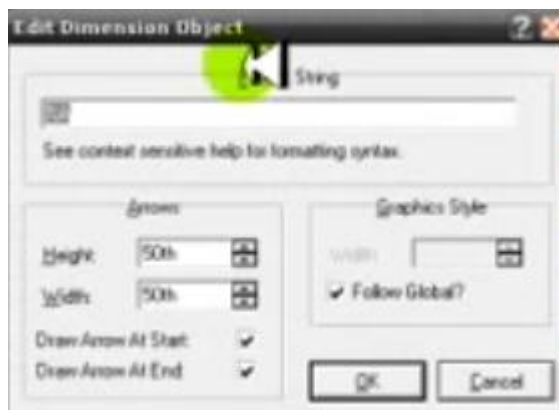 Edit Dimension Object
String
See context sensitive help for formatting syntax.
Arrows
Height: 50th
Width: 50th
Draw Arrow At Start:
Draw Arrow At End:
Graphics Style
Width:
Follow Global?
OK
Cancel